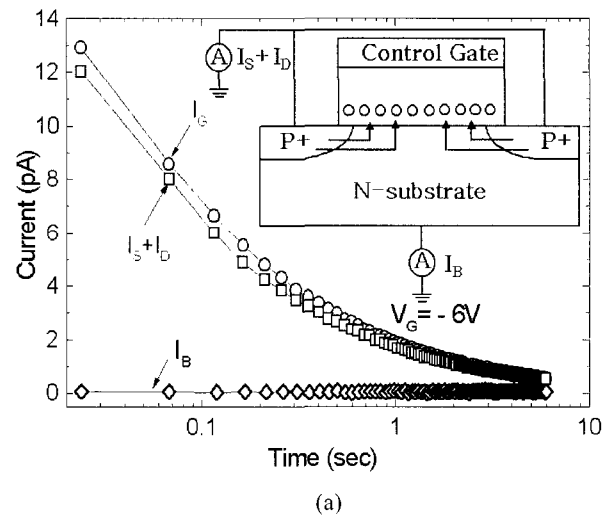 14
12
10
8
6
4
2
0
Current (pA)
0.1
1
10
Time (sec)
I_G
I_S+I_D
I_B
A I_S+I_D
Control Gate
P+
P+
N-substrate
A I_B
V_G= - 6V
(a)